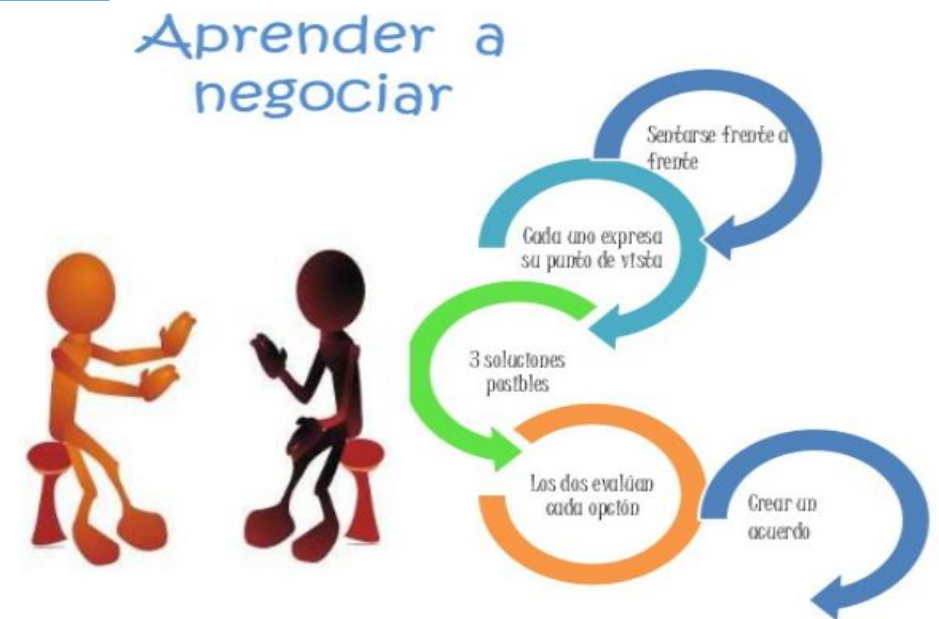 Aprender a
negociar
Sentarse frente a
frente
Cada uno expresa
su punto de vista
3 soluciones
posibles
Los dos evalúan
cada opción
Crear un
acuerdo